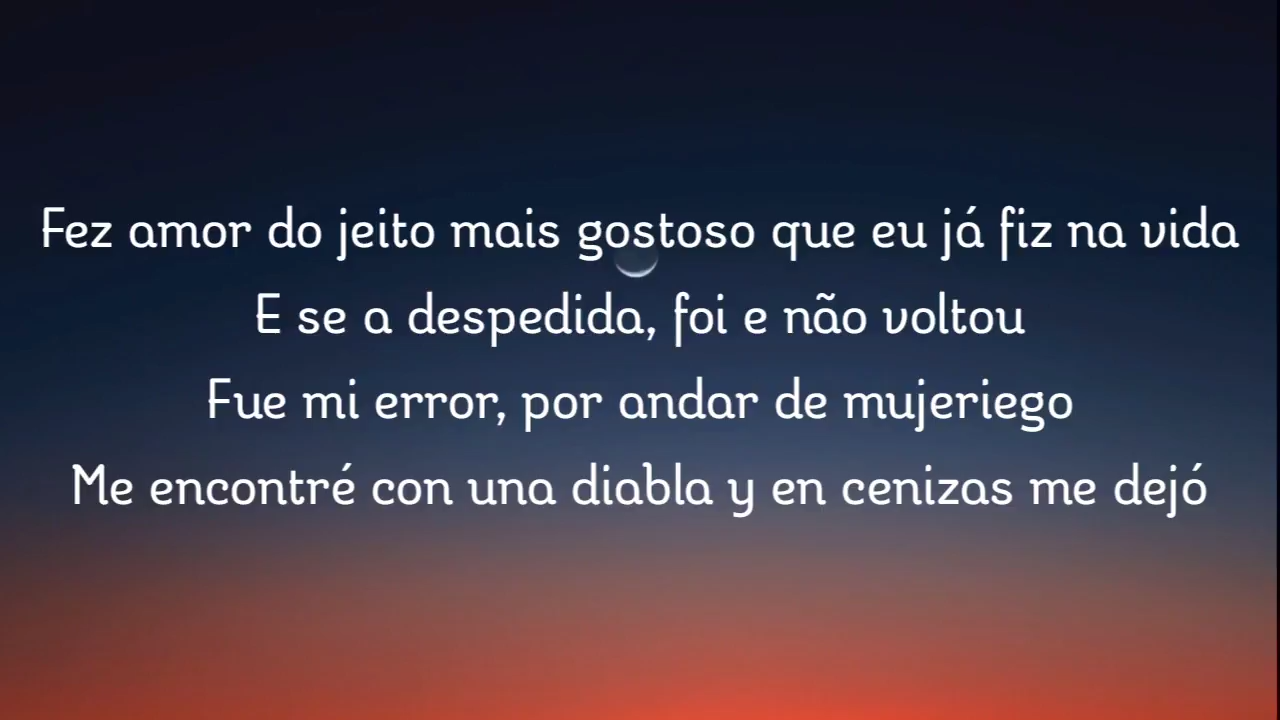 Fez amor do jeito mais gostoso que eu já fiz na vida
E se a despedida, foi e não voltou
Fue mi error, por andar de mujeriego
Me encontré con una diabla y en cenizas me dejó